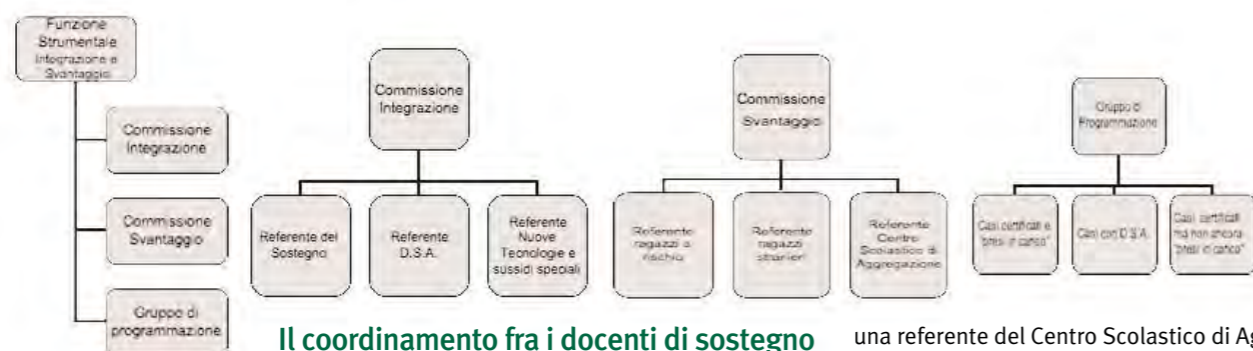 Funzione
Strumentale
Integrazione e
Svantaggio
Commissione
Integrazione
Commissione
Svantaggio
Gruppo di
programmazione
Commissione
Integrazione
Referente del
Sostegno
Referente
D.S.A.
Referente
Nuove
Tecnologie e
sussidi speciali
Commissione
Svantaggio
Referente
ragazzi a
rischio
Referente
ragazzi
stranieri
Referente
Centro
Scolastico di
Aggregazione
Gruppo di
Programmazione
Casi certificati e
"presi in carico"
Casi con D.S.A.
Casi certificati
ma non ancora
"presi in carico"
Il coordinamento fra i docenti di sostegno
una referente del Centro Scolastico di Ag